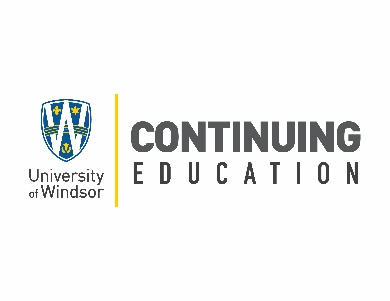 University
of Windsor
CONTINUING
EDUCATION